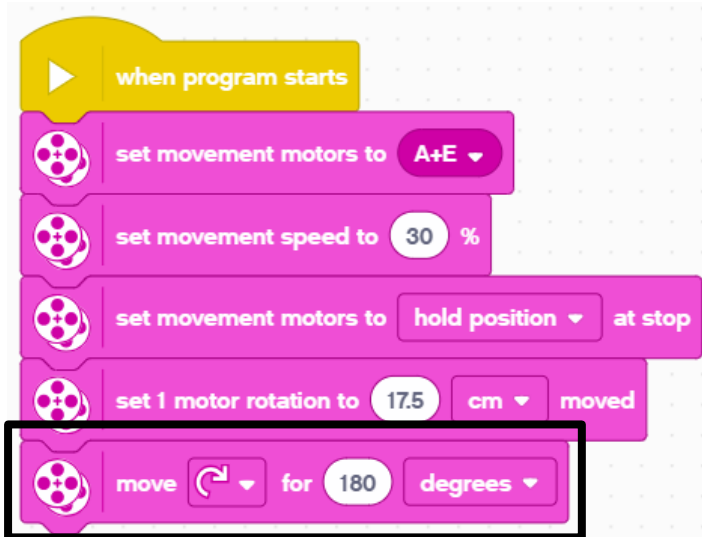 when program starts
set movement motors to A+E
set movement speed to 30 %
set movement motors to hold position at stop
set 1 motor rotation to 17.5 cm moved
move for 180 degrees